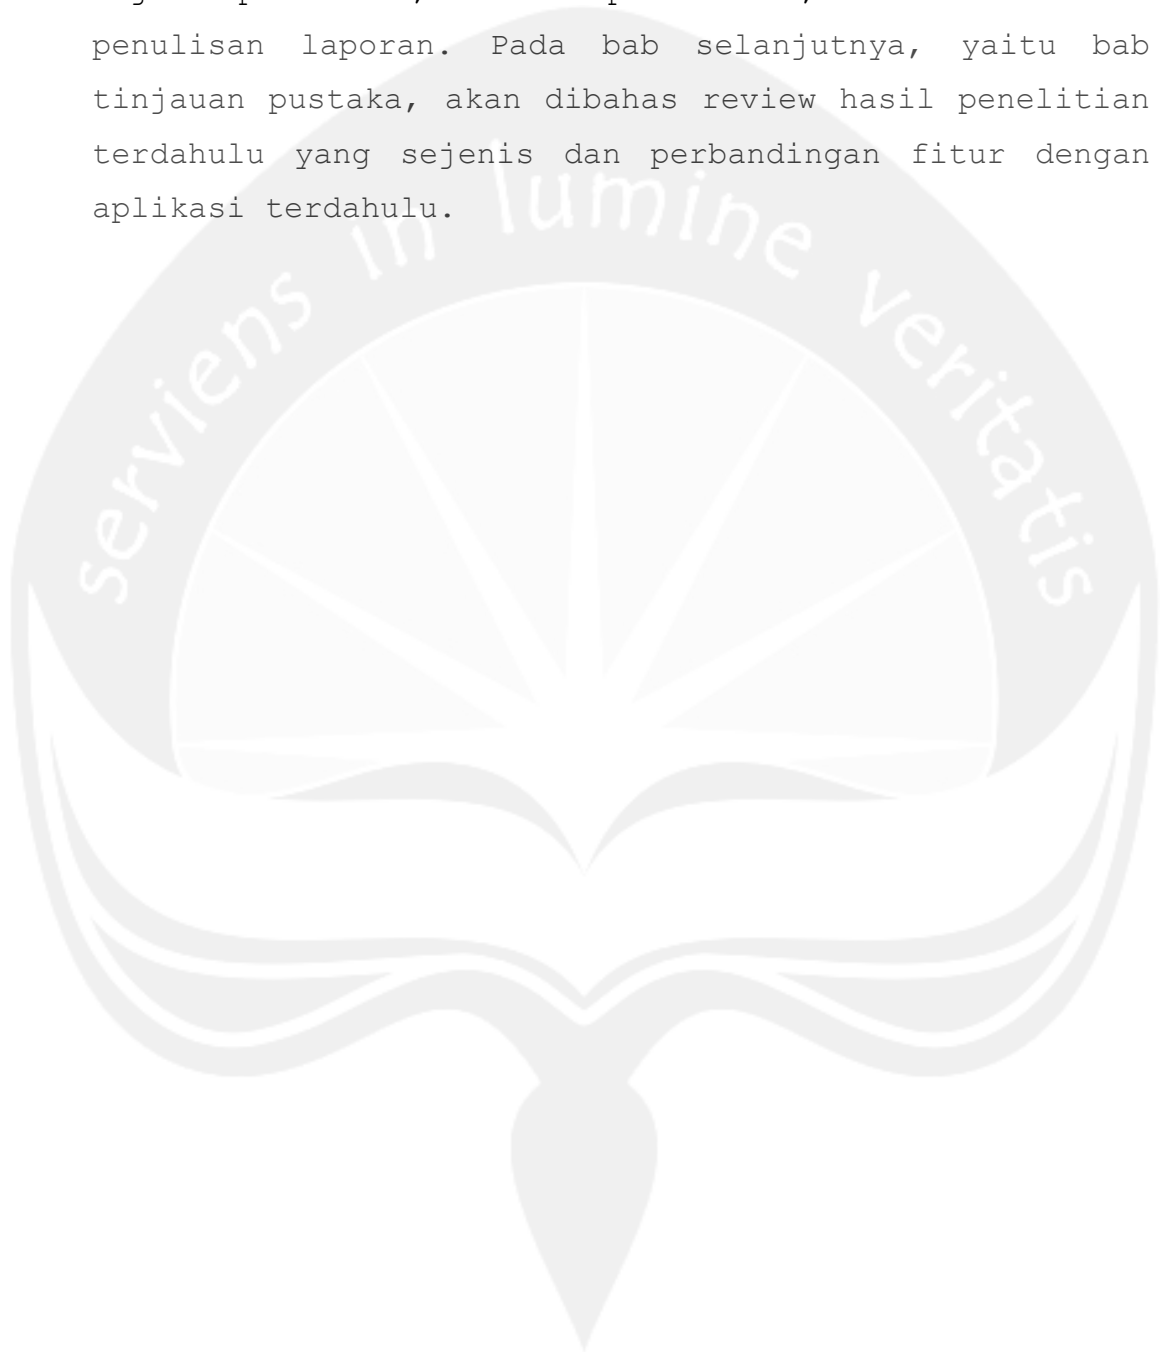 penulisan laporan. Pada bab selanjutnya, yaitu bab
tinjauan pustaka, akan dibahas review hasil penelitian
terdahulu yang sejenis dan perbandingan fitur dengan
aplikasi terdahulu.
serviens in lumine veritatis